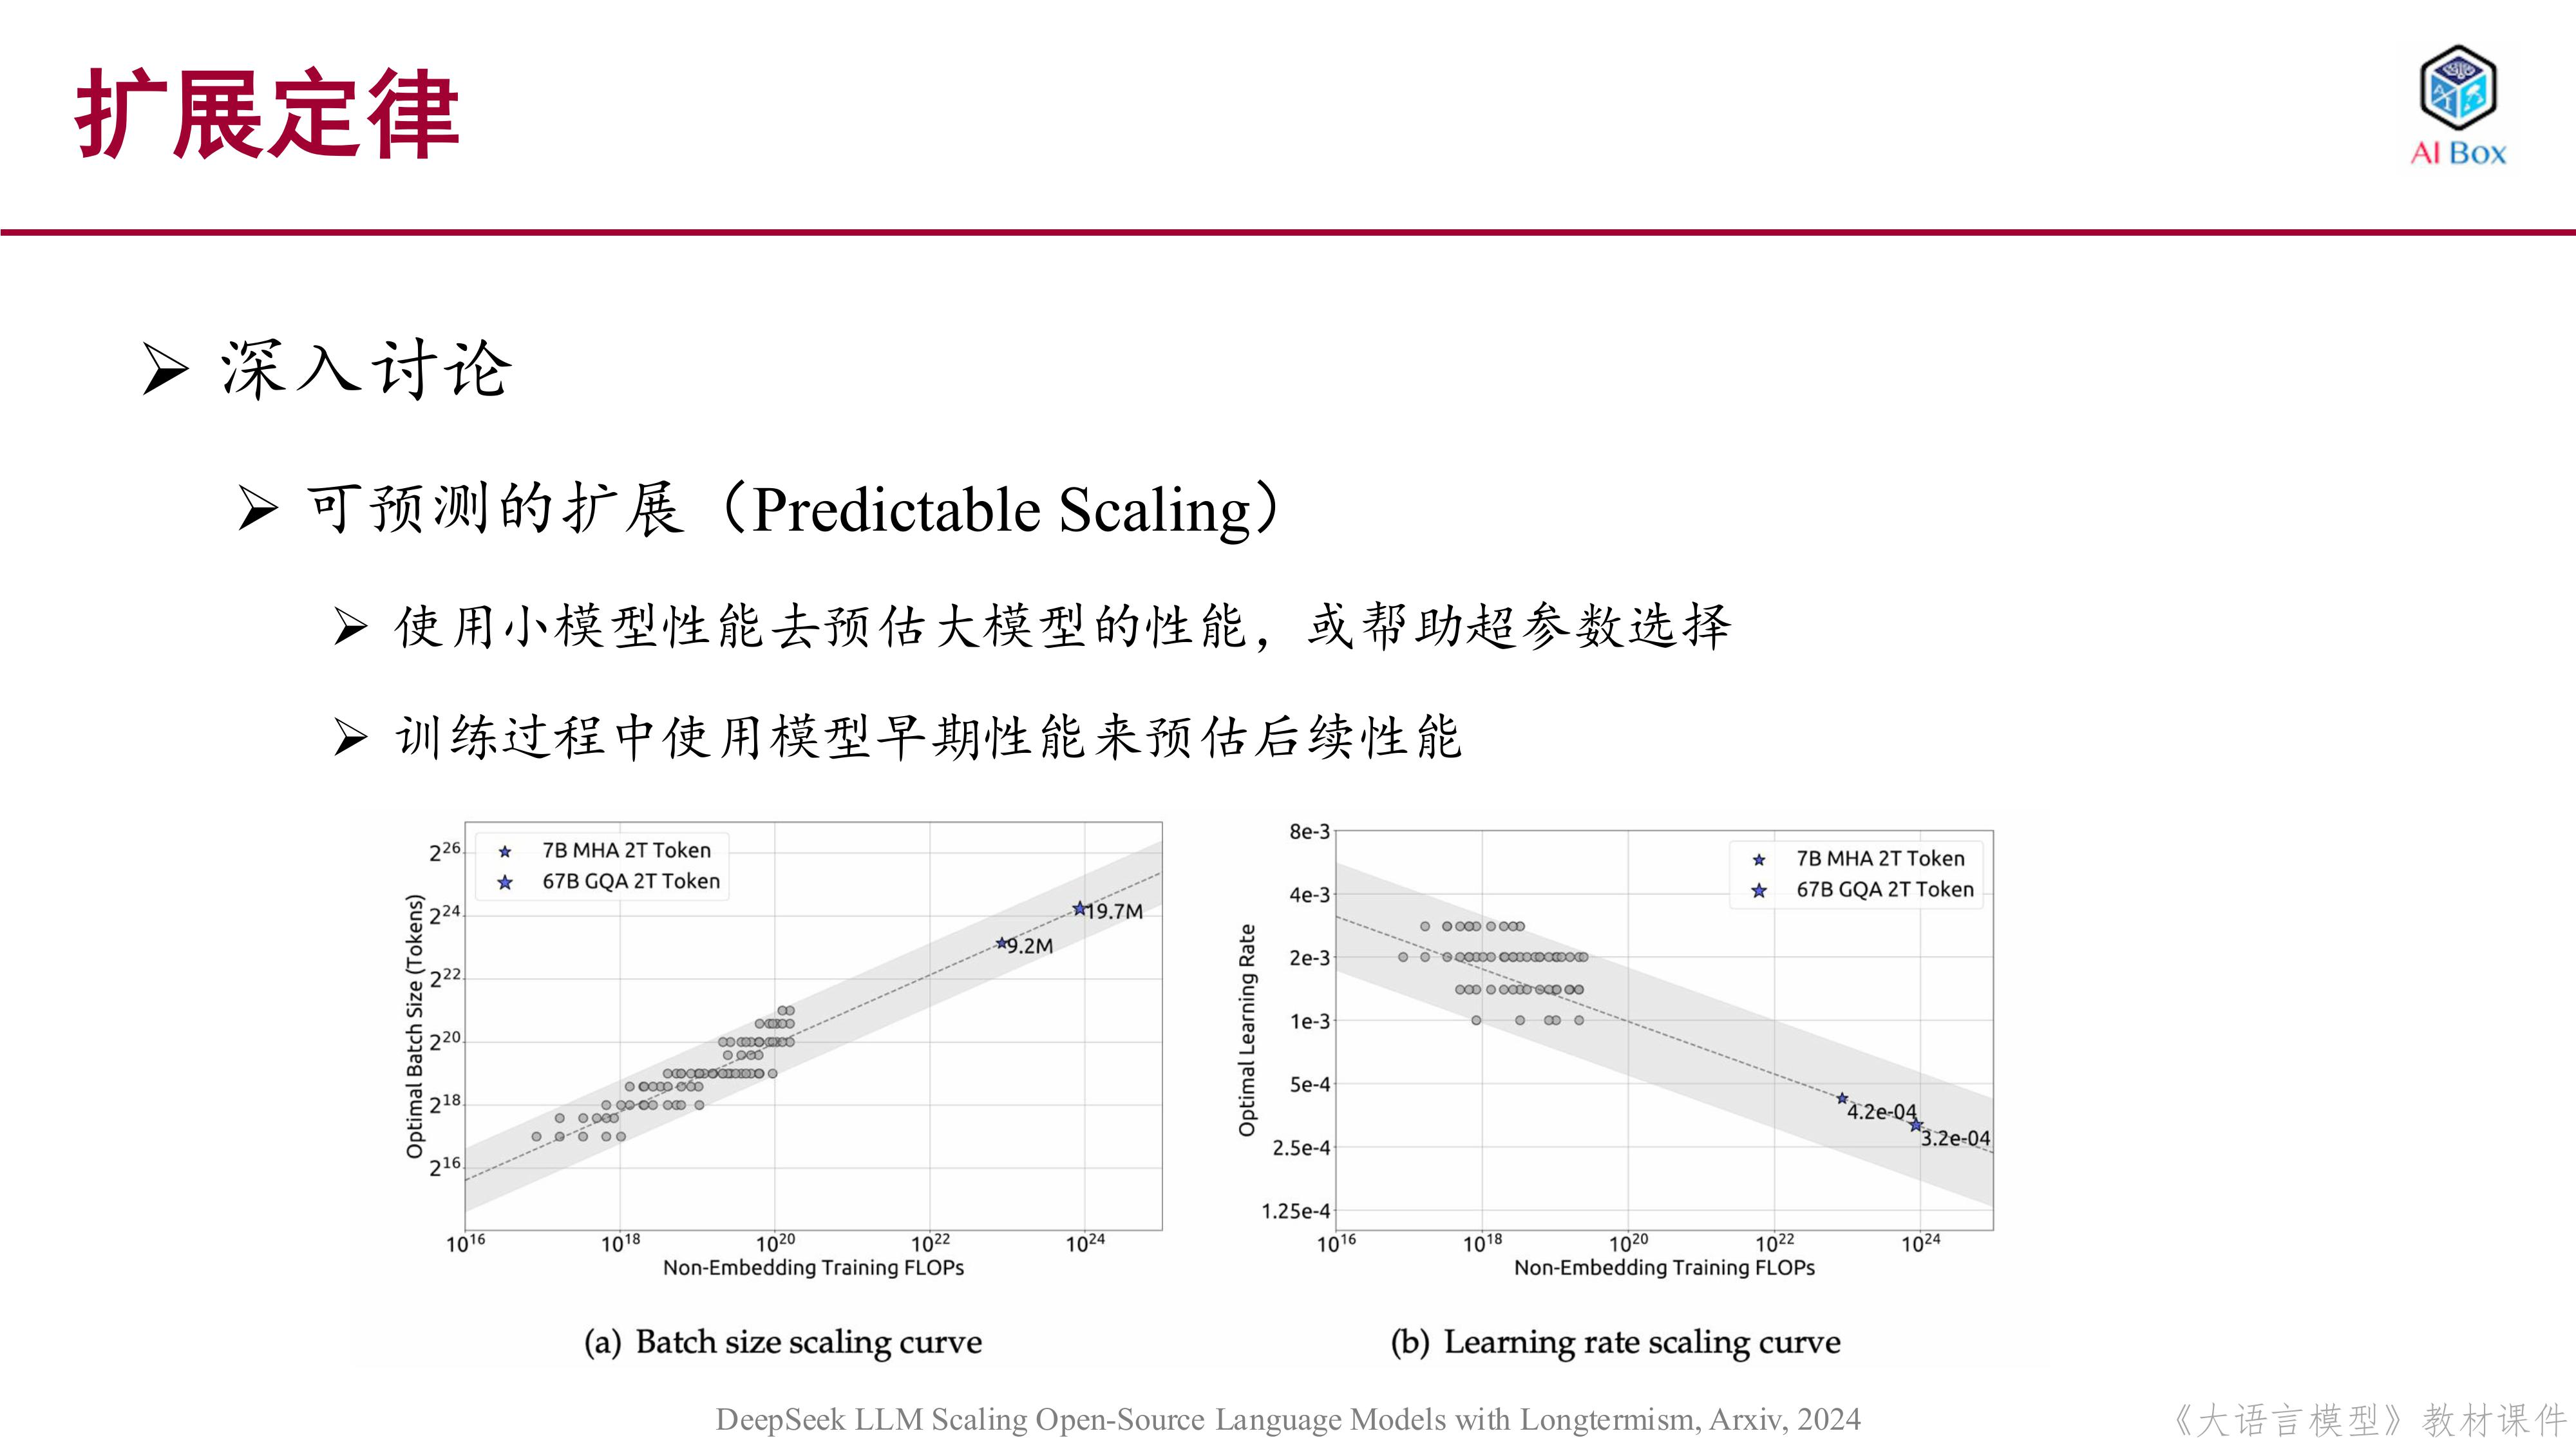 扩展定律
AI Box
深入讨论
可预测的扩展（Predictable Scaling）
使用小模型性能去预估大模型的性能，或帮助超参数选择
训练过程中使用模型早期性能来预估后续性能
Optimal Batch Size (Tokens)
2^26
2^24
2^22
2^20
2^18
2^16
7B MHA 2T Token
67B GQA 2T Token
19.7M
9.2M
10^16 10^18 10^20 10^22 10^24
Non-Embedding Training FLOPs
(a) Batch size scaling curve
Optimal Learning Rate
8e-3
4e-3
2e-3
1e-3
5e-4
2.5e-4
1.25e-4
7B MHA 2T Token
67B GQA 2T Token
4.2e-04
3.2e-04
10^16 10^18 10^20 10^22 10^24
Non-Embedding Training FLOPs
(b) Learning rate scaling curve
DeepSeek LLM Scaling Open-Source Language Models with Longtermism, Arxiv, 2024
《大语言模型》教材课件